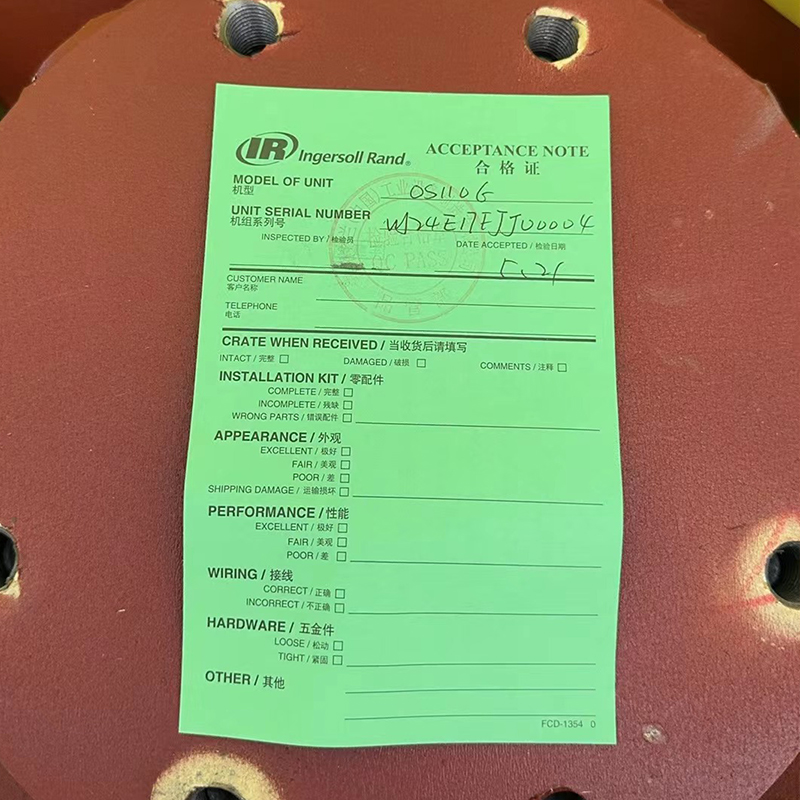 IR Ingersoll Rand®
ACCEPTANCE NOTE
合格证
MODEL OF UNIT OS110G
机型
UNIT SERIAL NUMBER WJ24E17EJJ00004
机组系列号
INSPECTED BY / 检验员
DATE ACCEPTED / 检验日期
5.21
QC PASS
CUSTOMER NAME
客户名称
TELEPHONE
电话
CRATE WHEN RECEIVED / 当收货后请填写
INTACT / 完整 □ DAMAGED / 破损 □ COMMENTS / 注释 □
INSTALLATION KIT / 零配件
COMPLETE / 完整 □
INCOMPLETE / 残缺 □
WRONG PARTS / 错误配件 □
APPEARANCE / 外观
EXCELLENT / 极好 □
FAIR / 美观 □
POOR / 差 □
SHIPPING DAMAGE / 运输损坏 □
PERFORMANCE / 性能
EXCELLENT / 极好 □
FAIR / 美观 □
POOR / 差 □
WIRING / 接线
CORRECT / 正确 □
INCORRECT / 不正确 □
HARDWARE / 五金件
LOOSE / 松动 □
TIGHT / 紧固 □
OTHER / 其他
FCD-1354 0